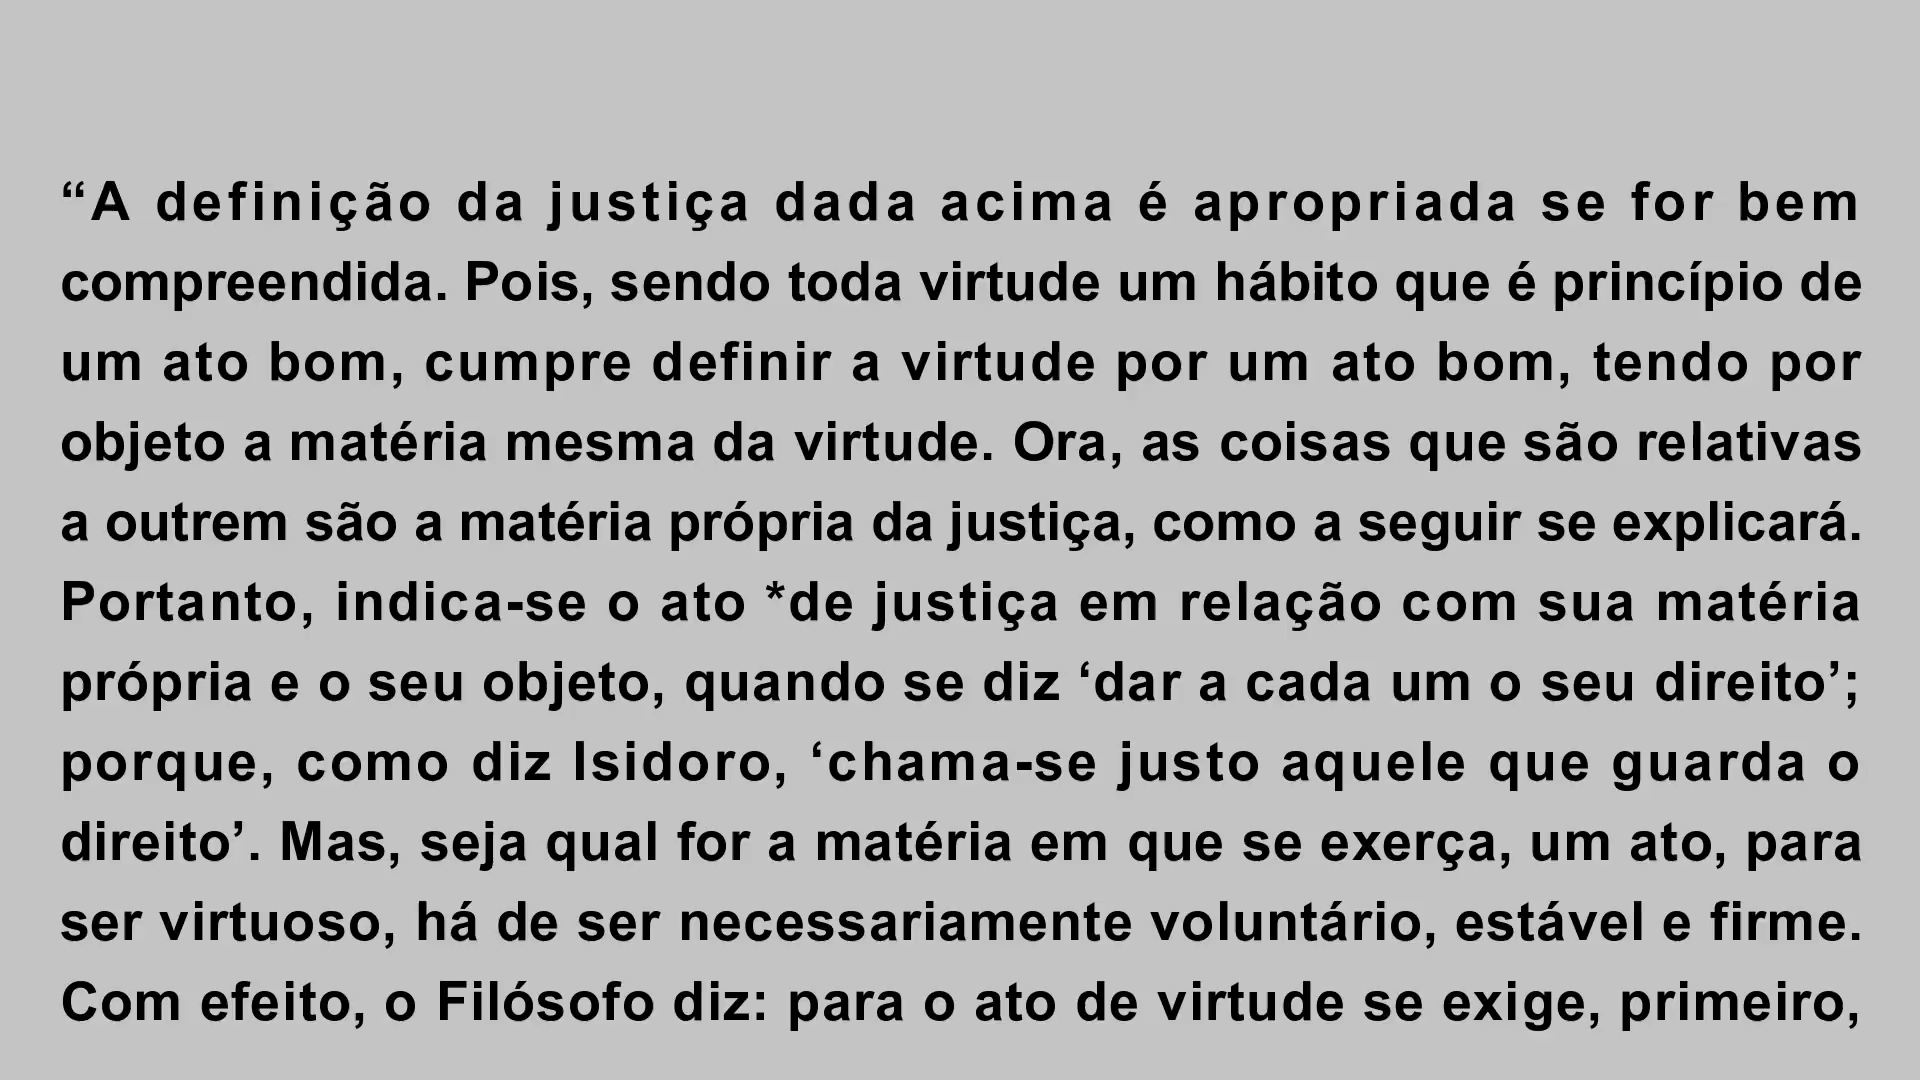 “A definição da justiça dada acima é apropriada se for bem
compreendida. Pois, sendo toda virtude um hábito que é princípio de
um ato bom, cumpre definir a virtude por um ato bom, tendo por
objeto a matéria mesma da virtude. Ora, as coisas que são relativas
a outrem são a matéria própria da justiça, como a seguir se explicará.
Portanto, indica-se o ato *de justiça em relação com sua matéria
própria e o seu objeto, quando se diz ‘dar a cada um o seu direito’;
porque, como diz Isidoro, ‘chama-se justo aquele que guarda o
direito’. Mas, seja qual for a matéria em que se exerça, um ato, para
ser virtuoso, há de ser necessariamente voluntário, estável e firme.
Com efeito, o Filósofo diz: para o ato de virtude se exige, primeiro,